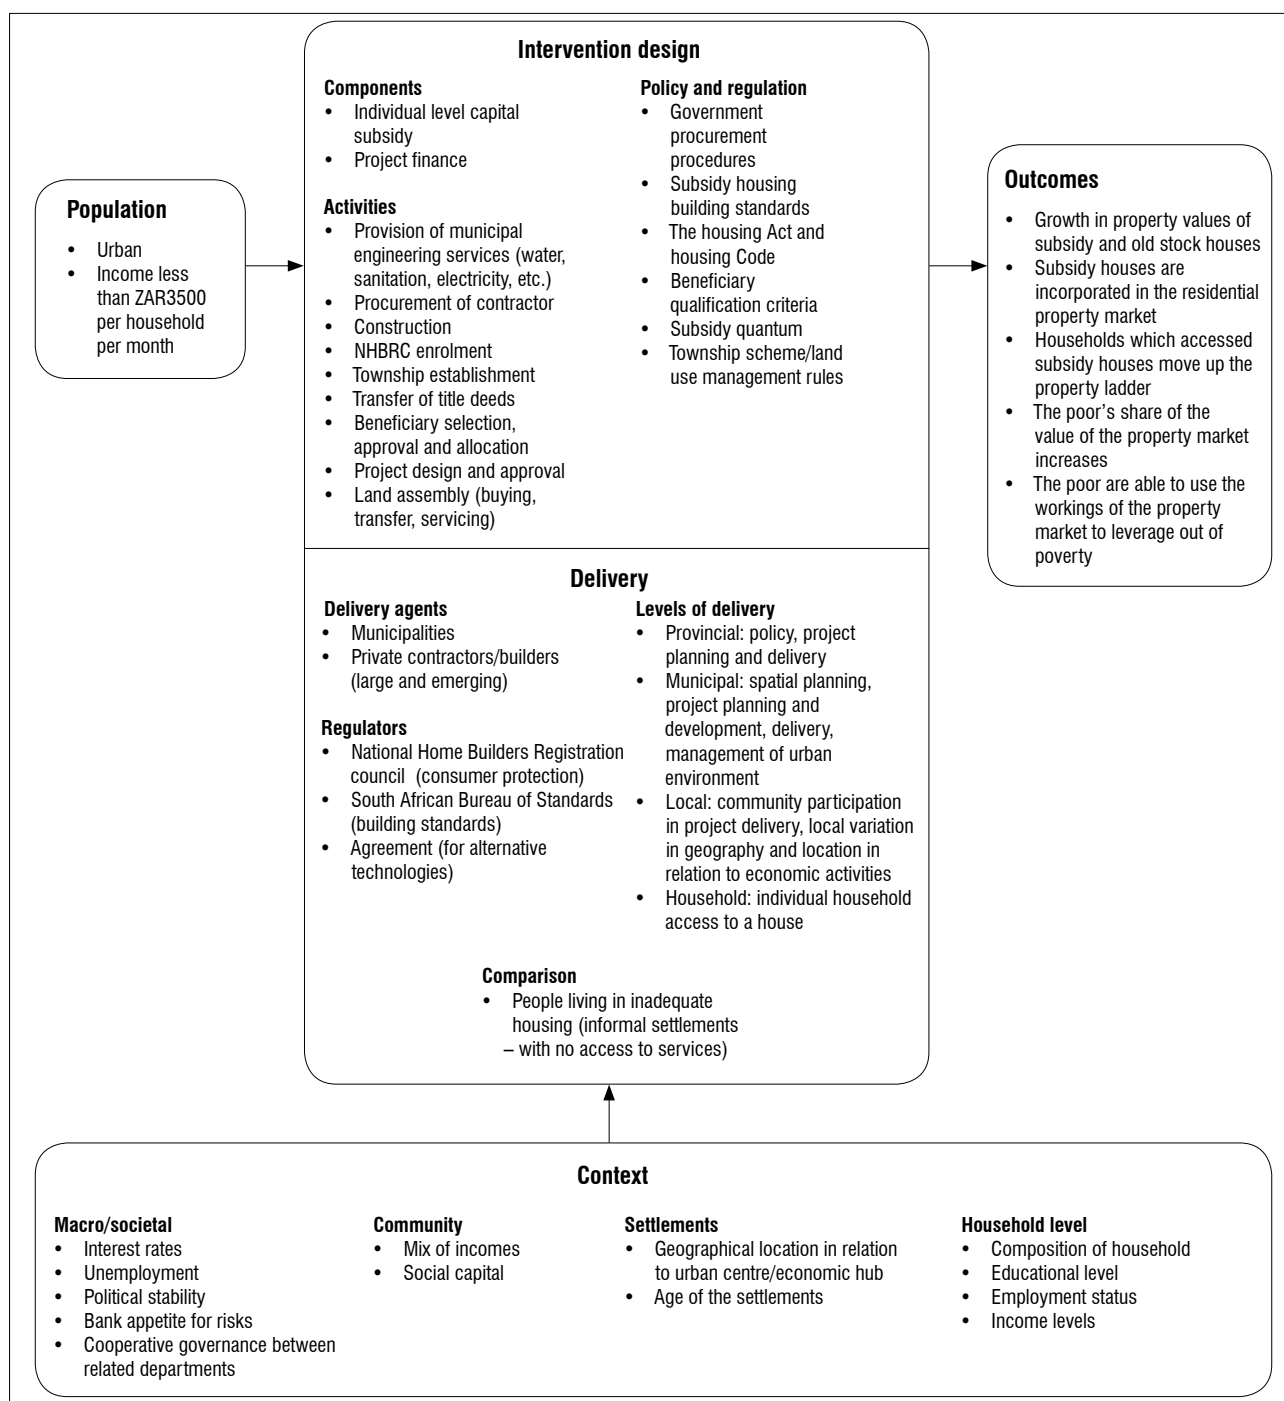 Intervention design
Components
• Individual level capital
subsidy
• Project finance
Activities
• Provision of municipal
engineering services (water,
sanitation, electricity, etc.)
• Procurement of contractor
• Construction
• NHBRC enrolment
• Township establishment
• Transfer of title deeds
• Beneficiary selection,
approval and allocation
• Project design and approval
• Land assembly (buying,
transfer, servicing)
Policy and regulation
• Government
procurement
procedures
• Subsidy housing
building standards
• The housing Act and
housing Code
• Beneficiary
qualification criteria
• Subsidy quantum
• Township scheme/land
use management rules
Population
• Urban
• Income less
than ZAR3500
per household
per month
Outcomes
• Growth in property values of
subsidy and old stock houses
• Subsidy houses are
incorporated in the residential
property market
• Households which accessed
subsidy houses move up the
property ladder
• The poor's share of the
value of the property market
increases
• The poor are able to use the
workings of the property
market to leverage out of
poverty
Delivery
Delivery agents
• Municipalities
• Private contractors/builders
(large and emerging)
Regulators
• National Home Builders Registration
council (consumer protection)
• South African Bureau of Standards
(building standards)
• Agreement (for alternative
technologies)
Levels of delivery
• Provincial: policy, project
planning and delivery
• Municipal: spatial planning,
project planning and
development, delivery,
management of urban
environment
• Local: community participation
in project delivery, local variation
in geography and location in
relation to economic activities
• Household: individual household
access to a house
Comparison
• People living in inadequate
housing (informal settlements
– with no access to services)
Context
Macro/societal
• Interest rates
• Unemployment
• Political stability
• Bank appetite for risks
• Cooperative governance between
related departments
Community
• Mix of incomes
• Social capital
Settlements
• Geographical location in relation
to urban centre/economic hub
• Age of the settlements
Household level
• Composition of household
• Educational level
• Employment status
• Income levels